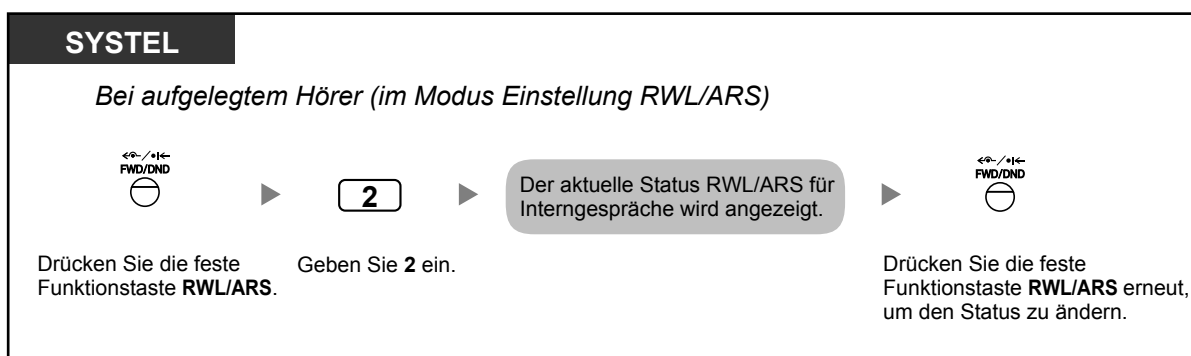 SYSTEL
Bei aufgelegtem Hörer (im Modus Einstellung RWL/ARS)
FWD/DND
2
Der aktuelle Status RWL/ARS für
Interngespräche wird angezeigt.
FWD/DND
Drücken Sie die feste
Funktionstaste RWL/ARS.
Geben Sie 2 ein.
Drücken Sie die feste
Funktionstaste RWL/ARS erneut,
um den Status zu ändern.